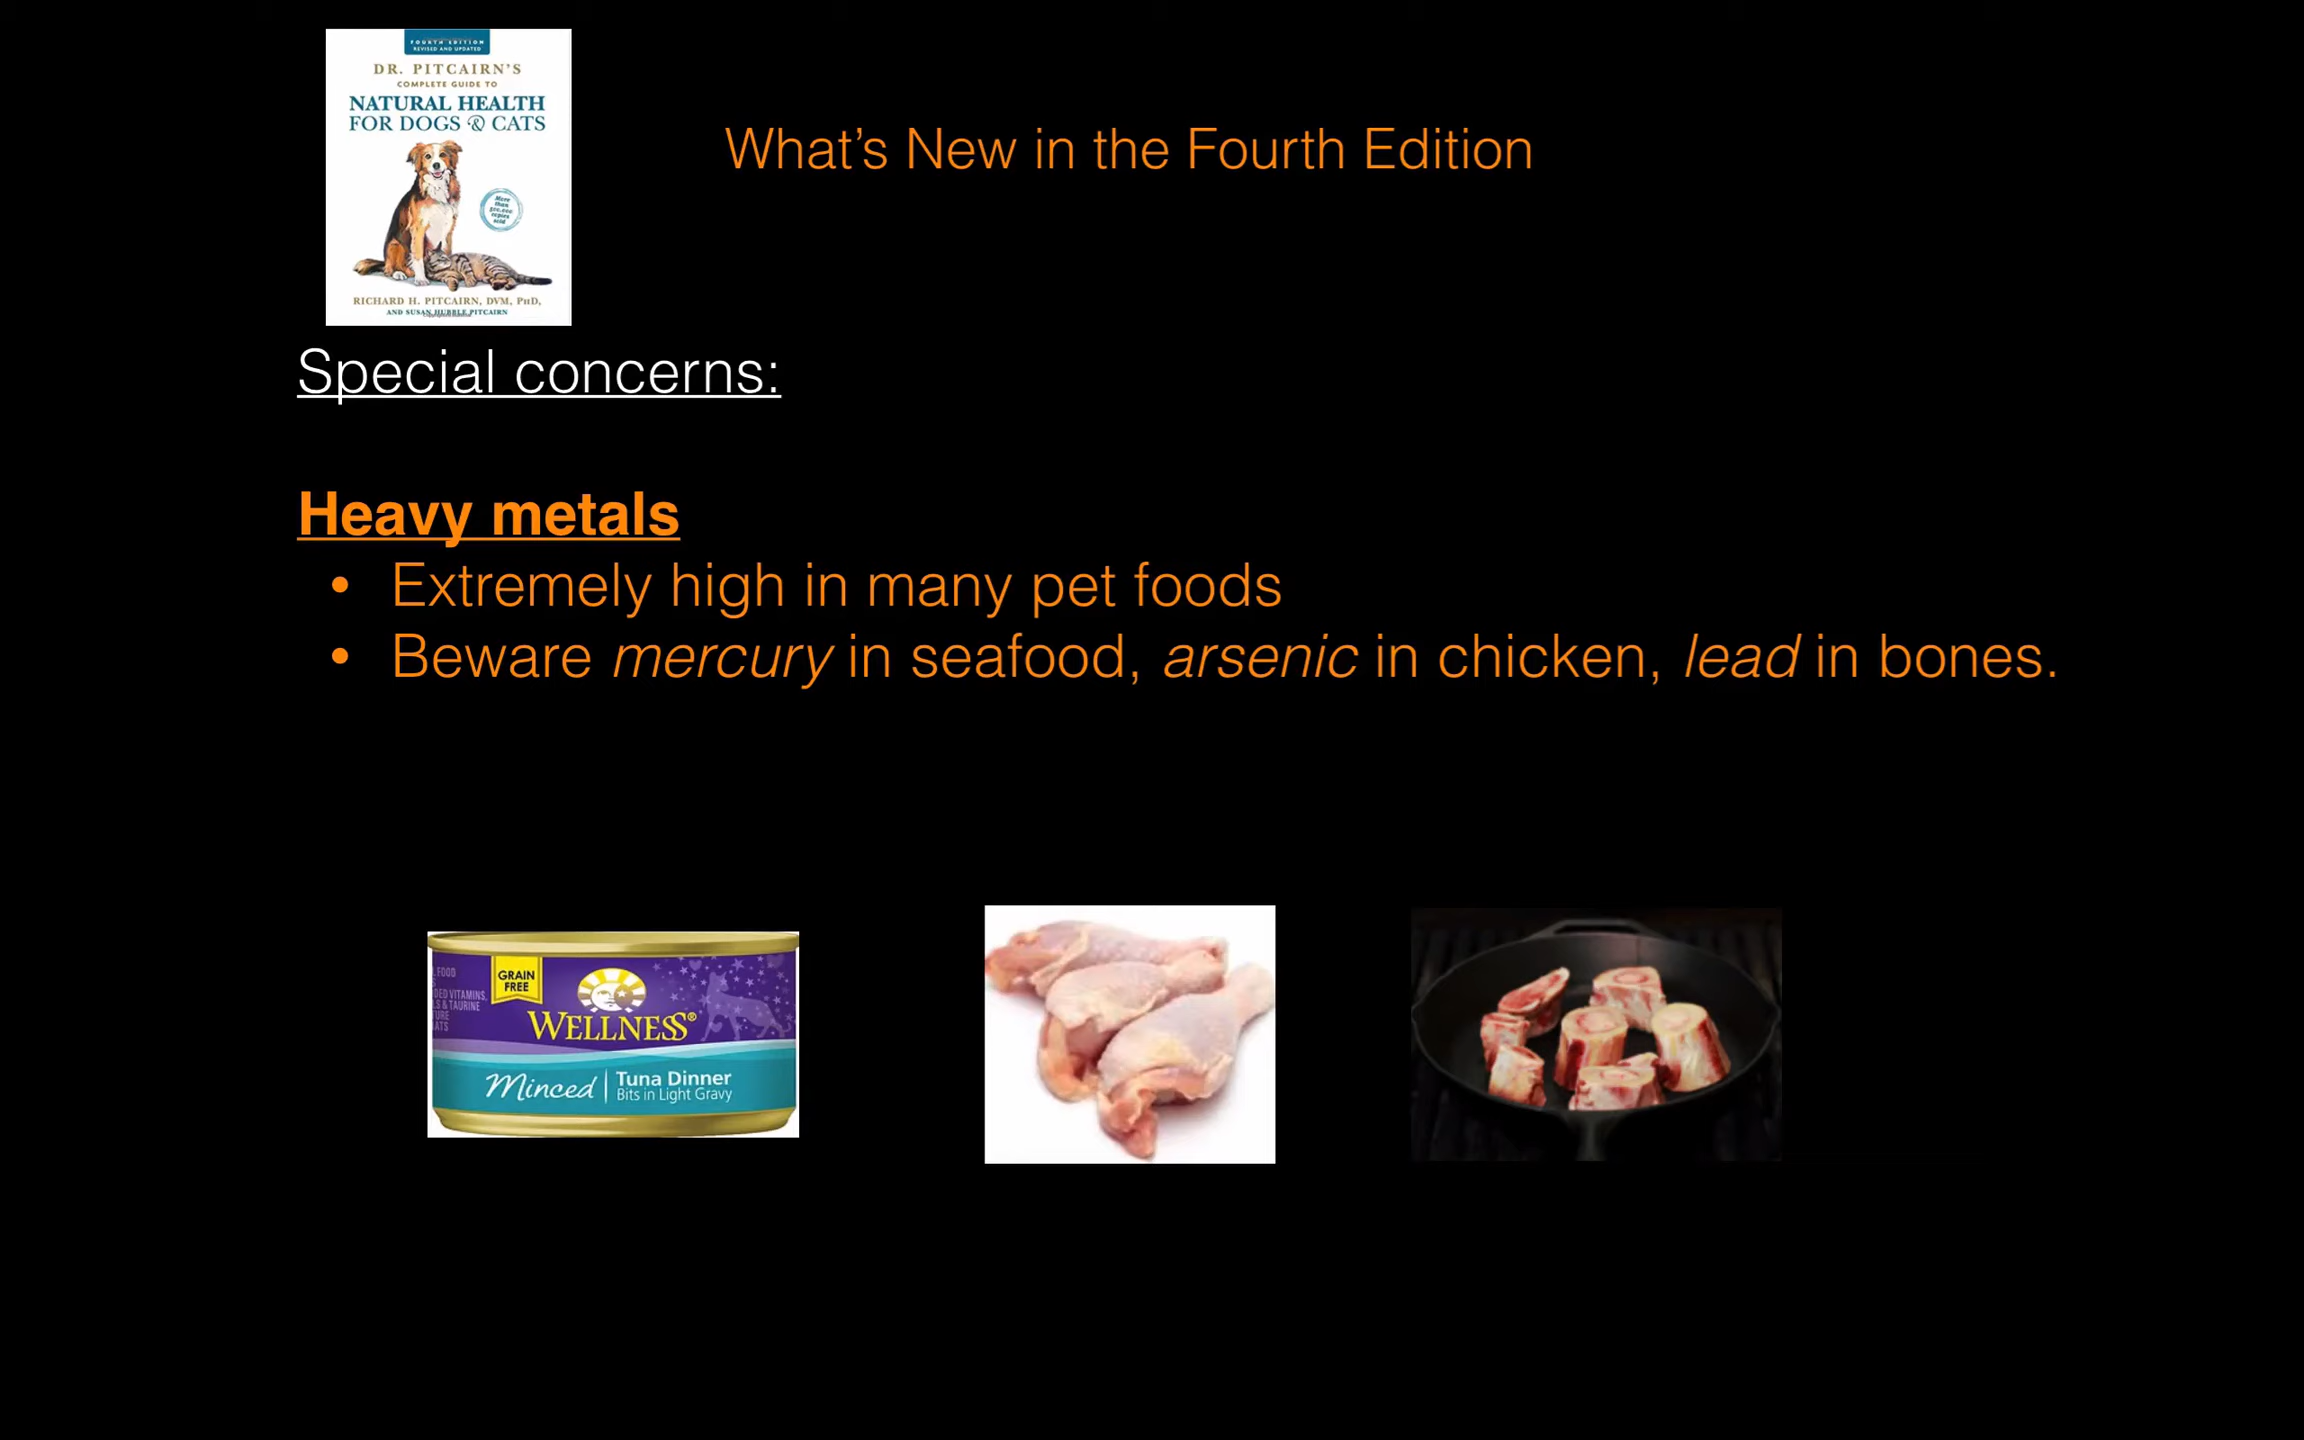 FOURTH EDITION
REVISED AND UPDATED
DR. PITCAIRN'S
COMPLETE GUIDE TO
NATURAL HEALTH
FOR DOGS & CATS
More
than
500,000
copies
sold
RICHARD H. PITCAIRN, DVM, PHD,
AND SUSAN HUBBLE PITCAIRN
What's New in the Fourth Edition
Special concerns:
Heavy metals
• Extremely high in many pet foods
• Beware mercury in seafood, arsenic in chicken, lead in bones.
GRAIN
FREE
L FOOD
S
DED VITAMINS,
LS & TAURINE
TURE
ATS
WELLNESS®
Minced | Tuna Dinner
Bits in Light Gravy